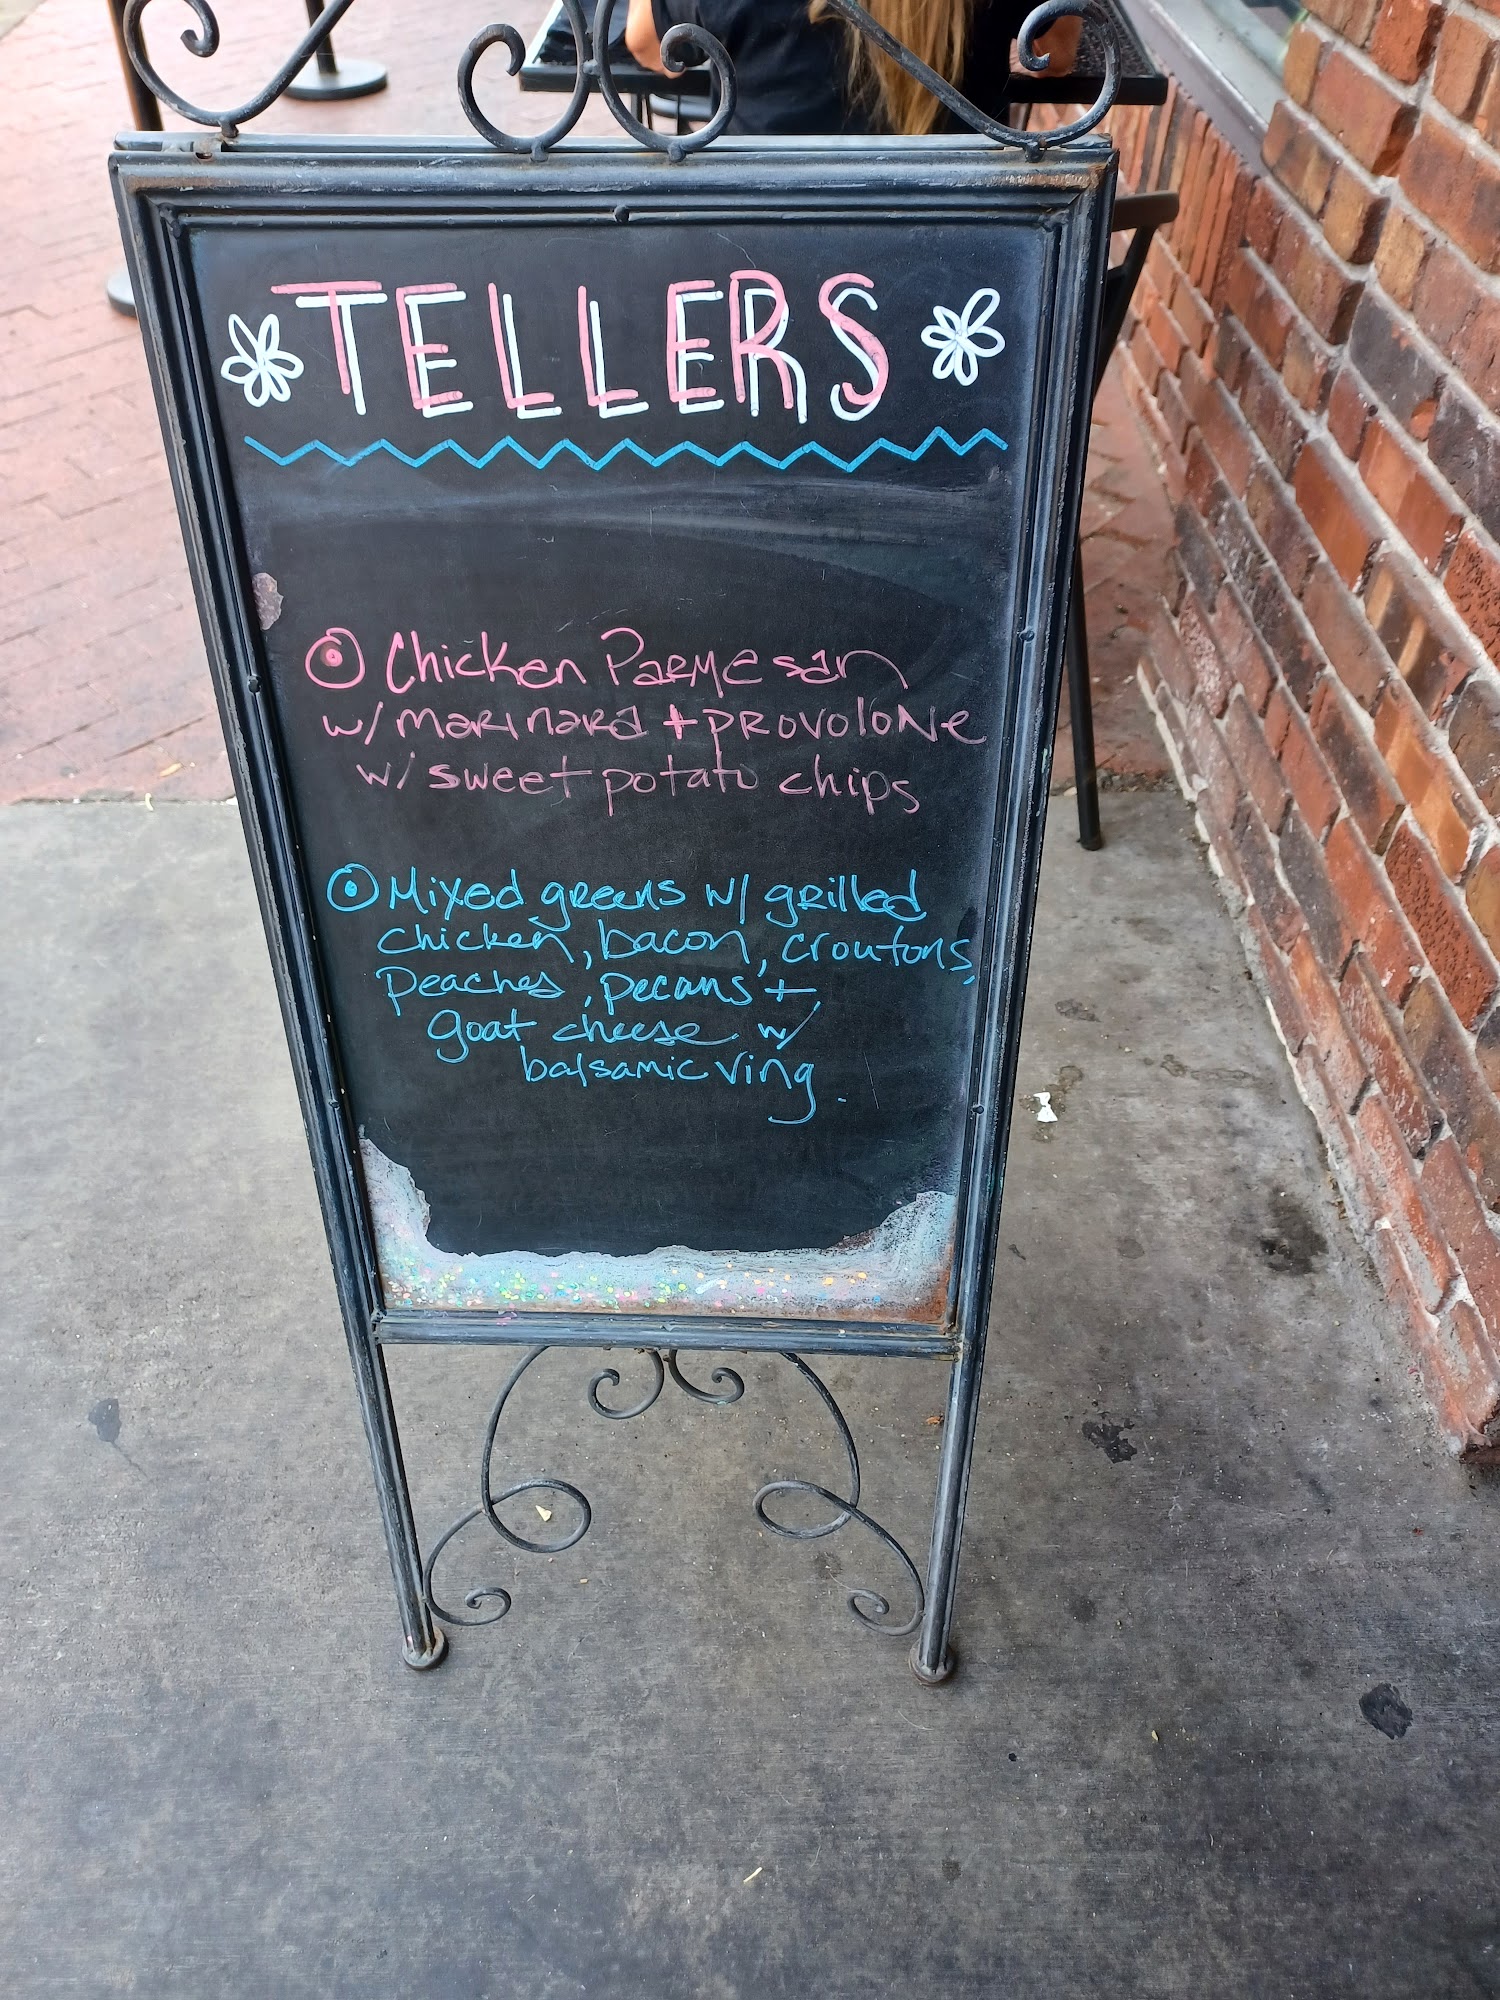 TELLERS
Chicken Parmesan
w/ marinara + provolone
w/ sweet potato chips
Mixed greens w/ grilled
chicken, bacon, croutons,
peaches, pecans +
goat cheese w/
balsamic ving.